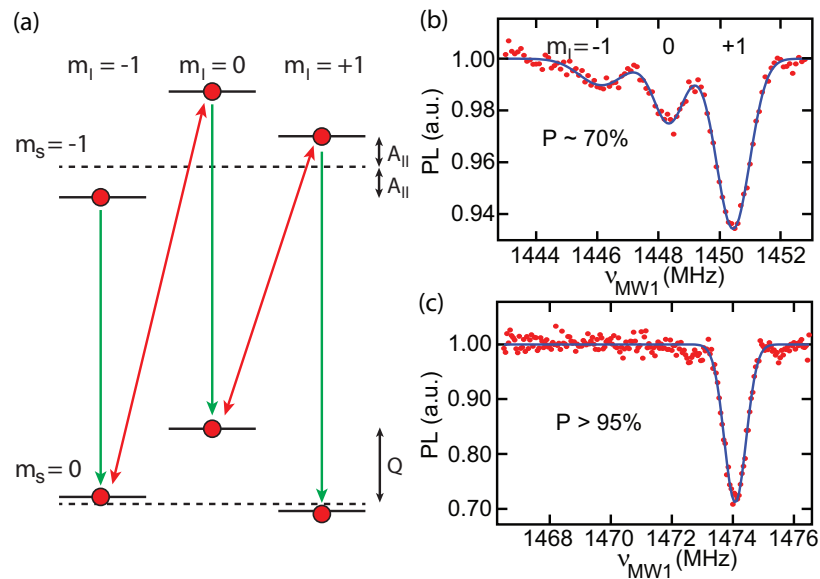 (a)
m_I = -1 m_I = 0 m_I = +1
m_S = -1
A_||
A_||
m_S = 0
Q
(b)
m_I = -1 0 +1
P ~ 70%
PL (a.u.)
1.00
0.98
0.96
0.94
1444 1446 1448 1450 1452
ν_MW1 (MHz)
(c)
P > 95%
PL (a.u.)
1.00
0.90
0.80
0.70
1468 1470 1472 1474 1476
ν_MW1 (MHz)